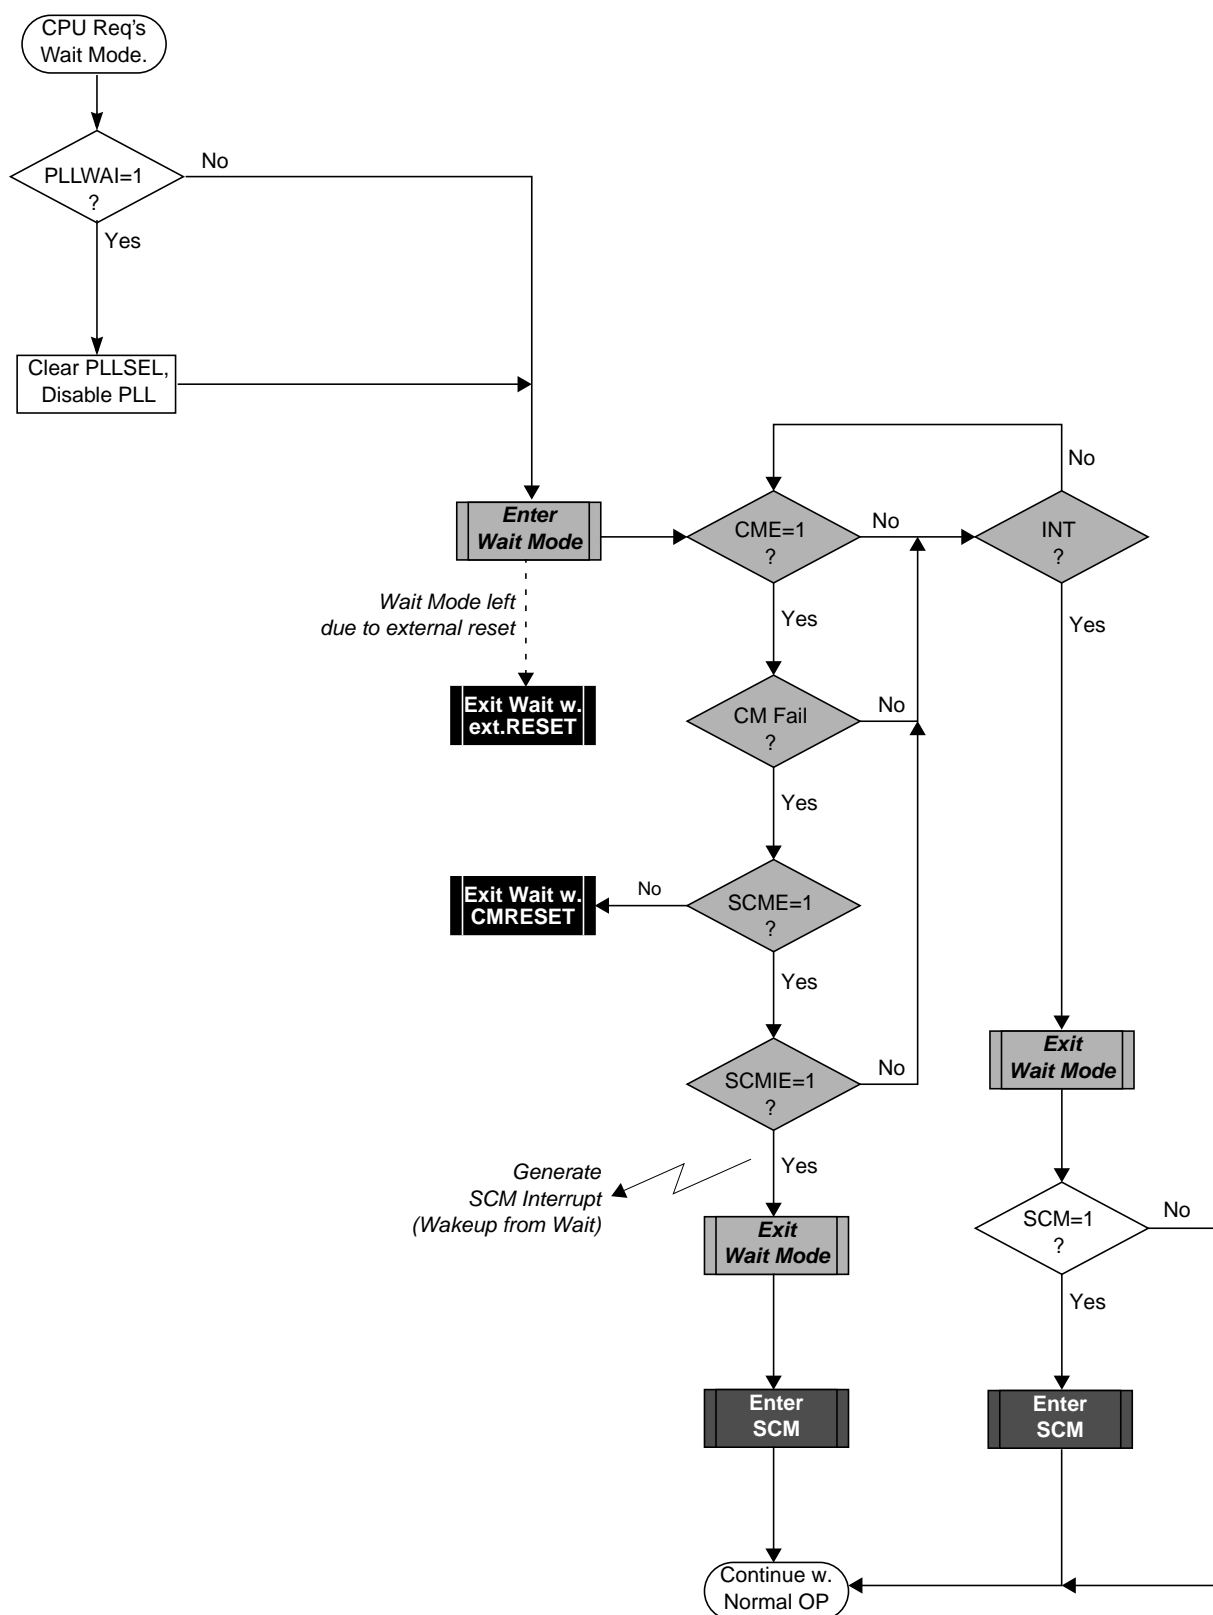 CPU Req's
Wait Mode.
PLLWAI=1
?
No
Yes
Clear PLLSEL,
Disable PLL
No
Enter
Wait Mode
CME=1
?
No
INT
?
Wait Mode left
due to external reset
Yes
Yes
Exit Wait w.
ext.RESET
CM Fail
?
No
Yes
Exit Wait w.
CMRESET
No
SCME=1
?
Yes
Exit
Wait Mode
SCMIE=1
?
No
Generate
SCM Interrupt
(Wakeup from Wait)
Yes
SCM=1
?
No
Exit
Wait Mode
Yes
Enter
SCM
Enter
SCM
Continue w.
Normal OP